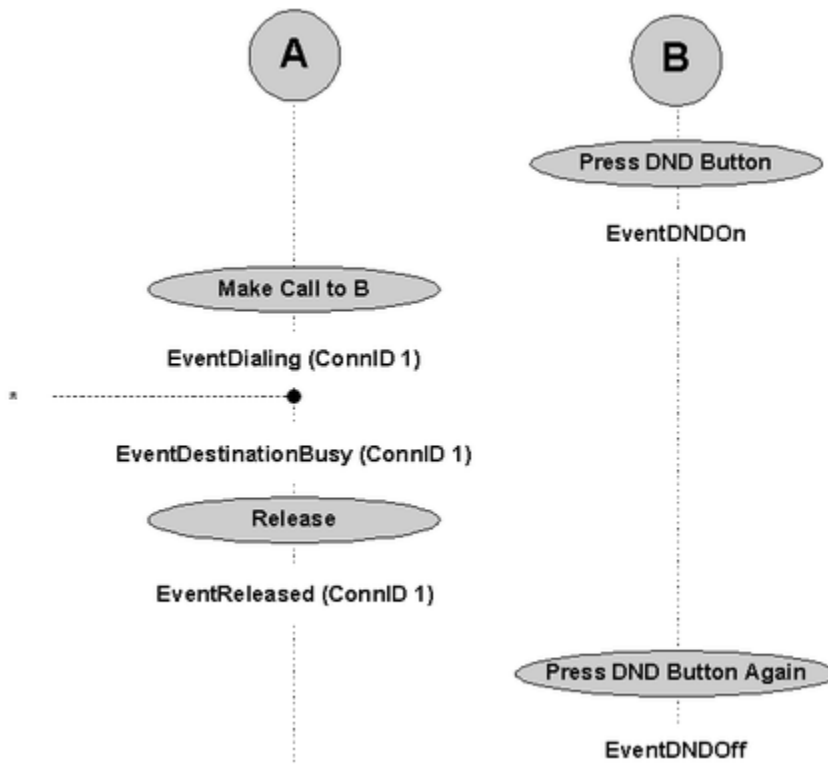 A
B
Press DND Button
EventDNDOn
Make Call to B
EventDialing (ConnID 1)
*
EventDestinationBusy (ConnID 1)
Release
EventReleased (ConnID 1)
Press DND Button Again
EventDNDOff